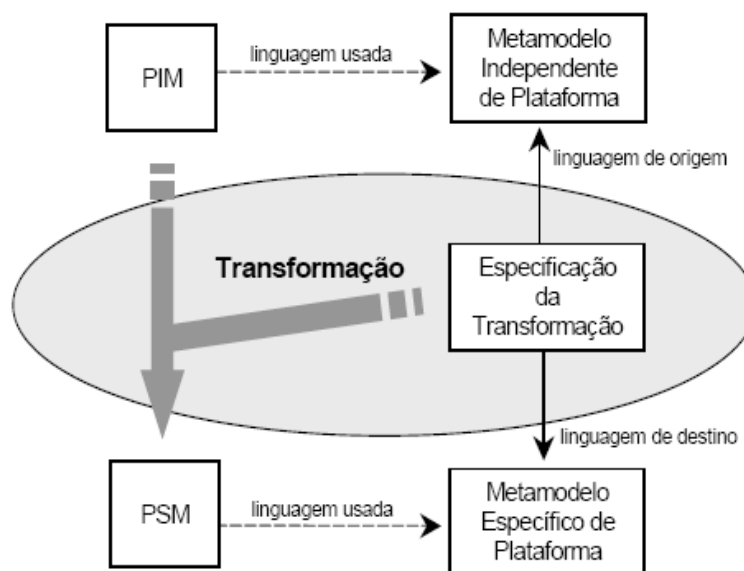 PIM
linguagem usada
Metamodelo
Independente
de Plataforma
linguagem de origem
Transformação
Especificação
da
Transformação
linguagem de destino
PSM
linguagem usada
Metamodelo
Específico de
Plataforma